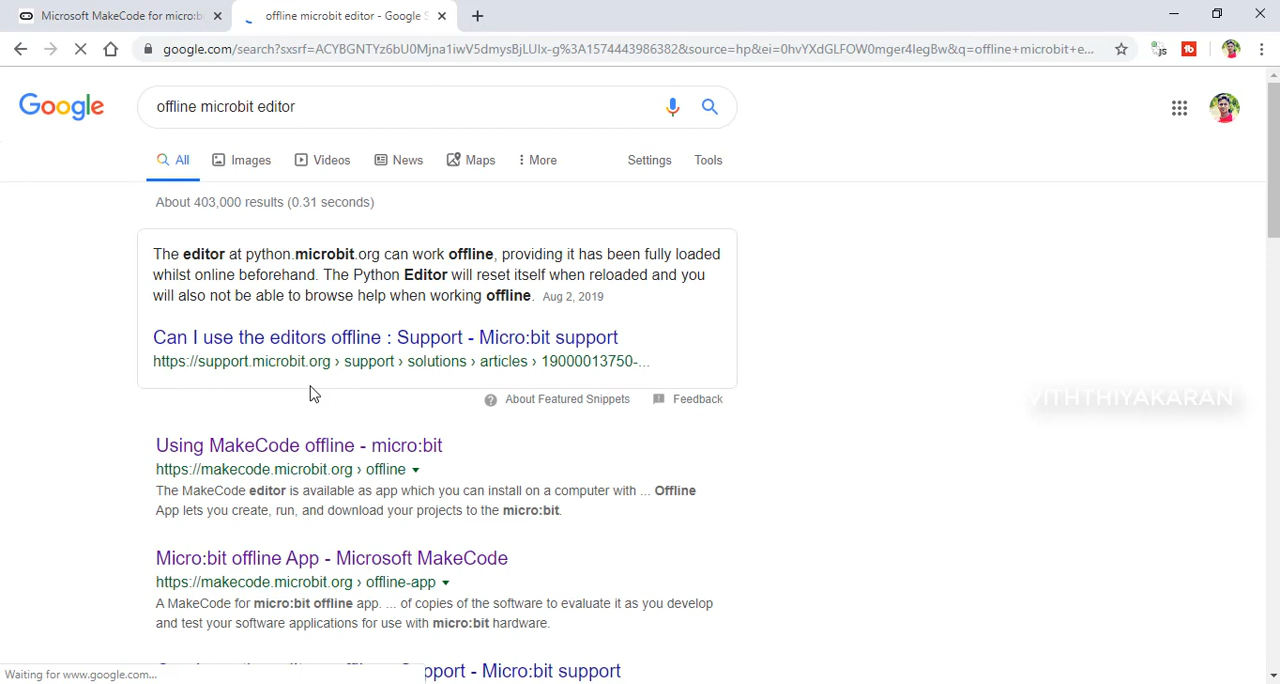 Microsoft MakeCode for micro:b
offline microbit editor - Google S
google.com/search?sxsrf=ACYBGNTYz6bU0Mjna1iwV5dmysBjLUIx-g%3A1574443986382&source=hp&ei=0hvYXdGLFOW0mger4legBw&q=offline+microbit+e...
Google
offline microbit editor
All Images Videos News Maps More Settings Tools
About 403,000 results (0.31 seconds)
The editor at python.microbit.org can work offline, providing it has been fully loaded
whilst online beforehand. The Python Editor will reset itself when reloaded and you
will also not be able to browse help when working offline. Aug 2, 2019
Can I use the editors offline : Support - Micro:bit support
https://support.microbit.org › support › solutions › articles › 19000013750-...
About Featured Snippets Feedback
VITHTHIYAKARAN
Using MakeCode offline - micro:bit
https://makecode.microbit.org › offline
The MakeCode editor is available as app which you can install on a computer with ... Offline
App lets you create, run, and download your projects to the micro:bit.
Micro:bit offline App - Microsoft MakeCode
https://makecode.microbit.org › offline-app
A MakeCode for micro:bit offline app. ... of copies of the software to evaluate it as you develop
and test your software applications for use with micro:bit hardware.
pport - Micro:bit support
Waiting for www.google.com...